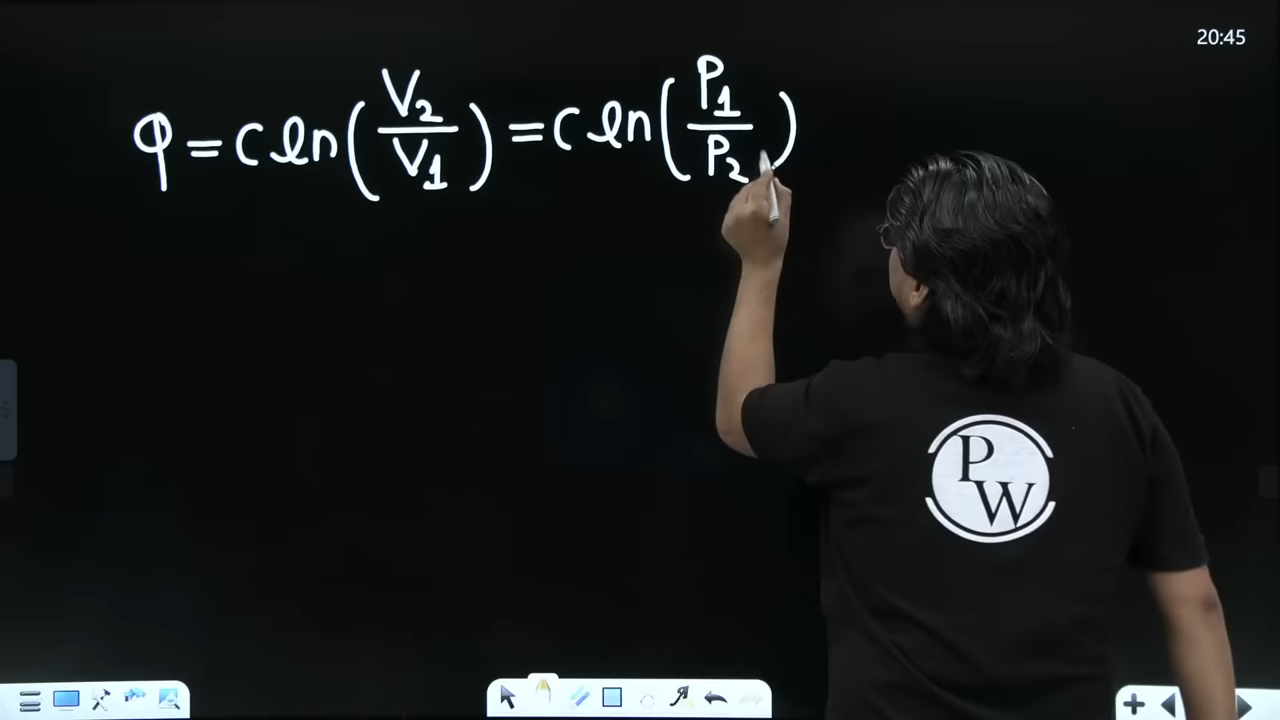 20:45
φ = C ln(V₂/V₁) = C ln(P₁/P₂)
PW